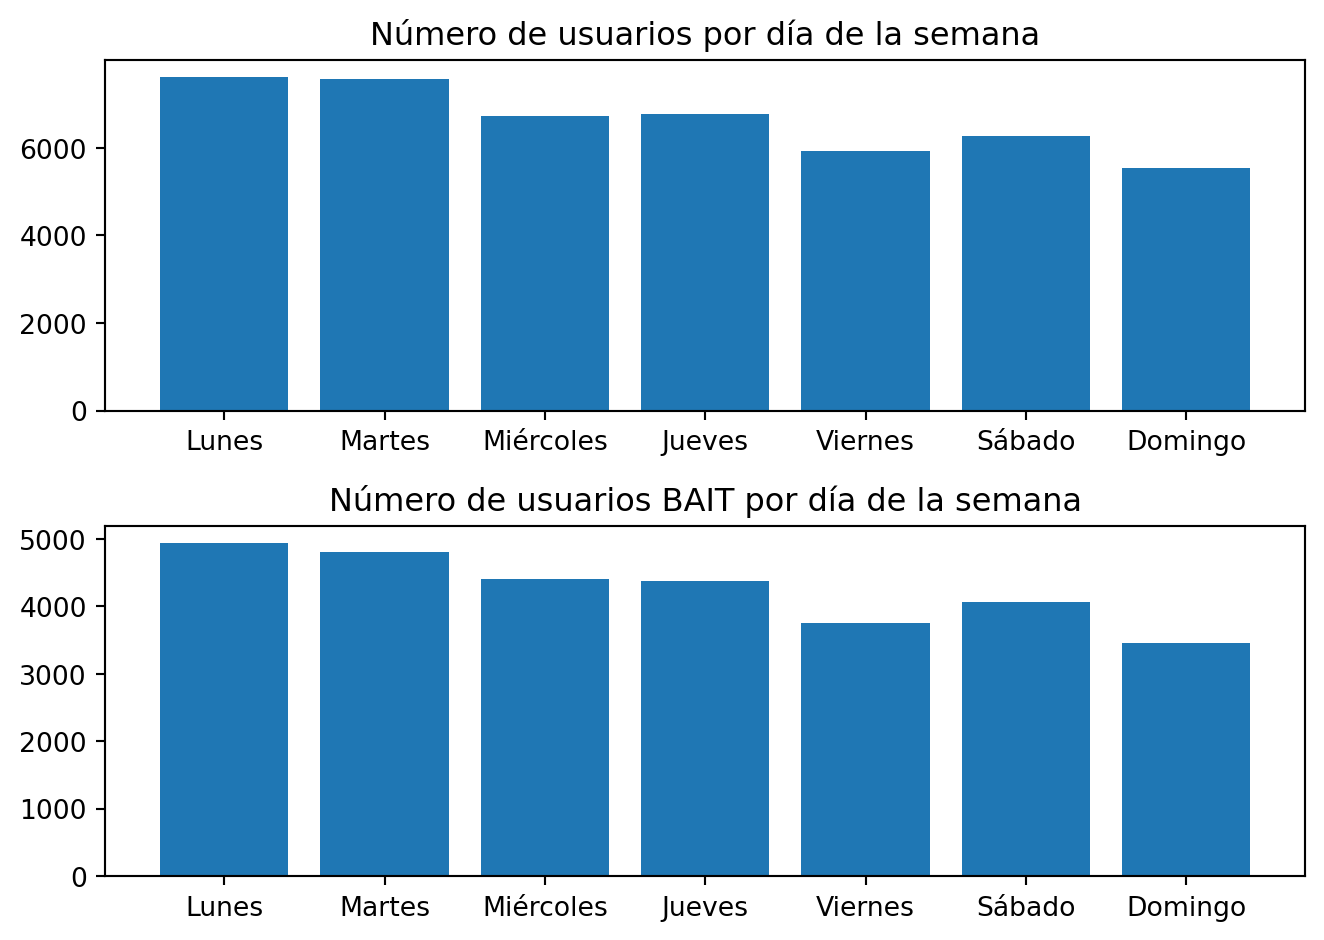 Número de usuarios por día de la semana
6000
4000
2000
0
Lunes Martes Miércoles Jueves Viernes Sábado Domingo
Número de usuarios BAIT por día de la semana
5000
4000
3000
2000
1000
0
Lunes Martes Miércoles Jueves Viernes Sábado Domingo